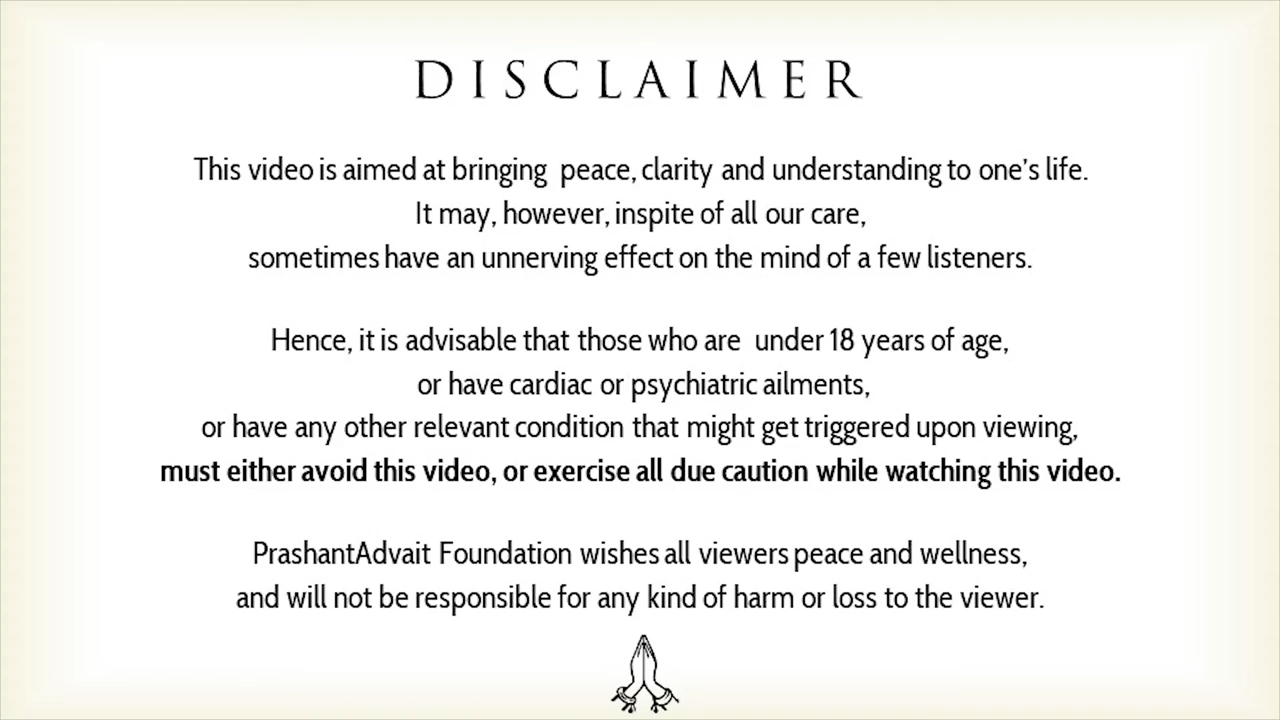 DISCLAIMER
This video is aimed at bringing peace, clarity and understanding to one's life.
It may, however, inspite of all our care,
sometimes have an unnerving effect on the mind of a few listeners.
Hence, it is advisable that those who are under 18 years of age,
or have cardiac or psychiatric ailments,
or have any other relevant condition that might get triggered upon viewing,
must either avoid this video, or exercise all due caution while watching this video.
PrashantAdvait Foundation wishes all viewers peace and wellness,
and will not be responsible for any kind of harm or loss to the viewer.